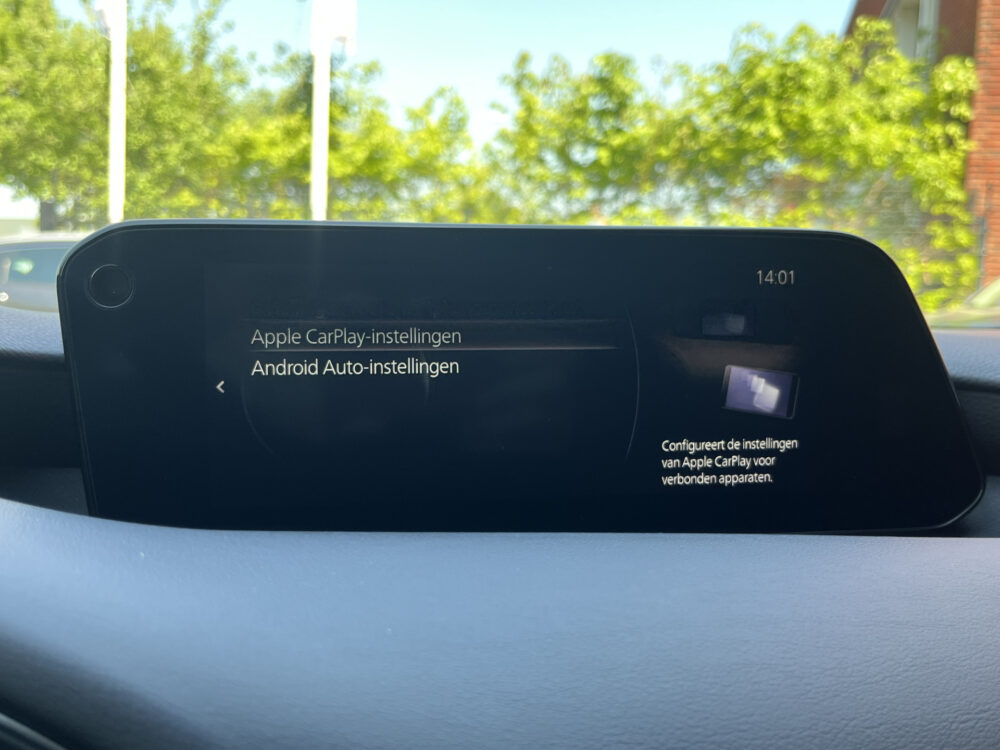 14:01
Apple CarPlay-instellingen
Android Auto-instellingen
Configureert de instellingen
van Apple CarPlay voor
verbonden apparaten.